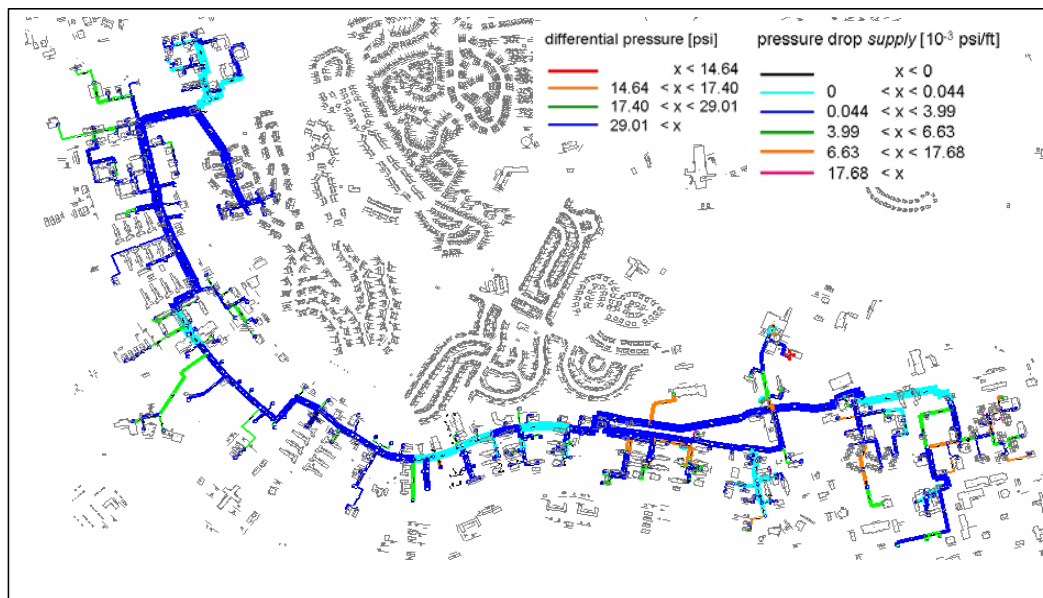 differential pressure [psi]
x < 14.64
14.64 < x < 17.40
17.40 < x < 29.01
29.01 < x
pressure drop supply [10⁻³ psi/ft]
x < 0
0 < x < 0.044
0.044 < x < 3.99
3.99 < x < 6.63
6.63 < x < 17.68
17.68 < x